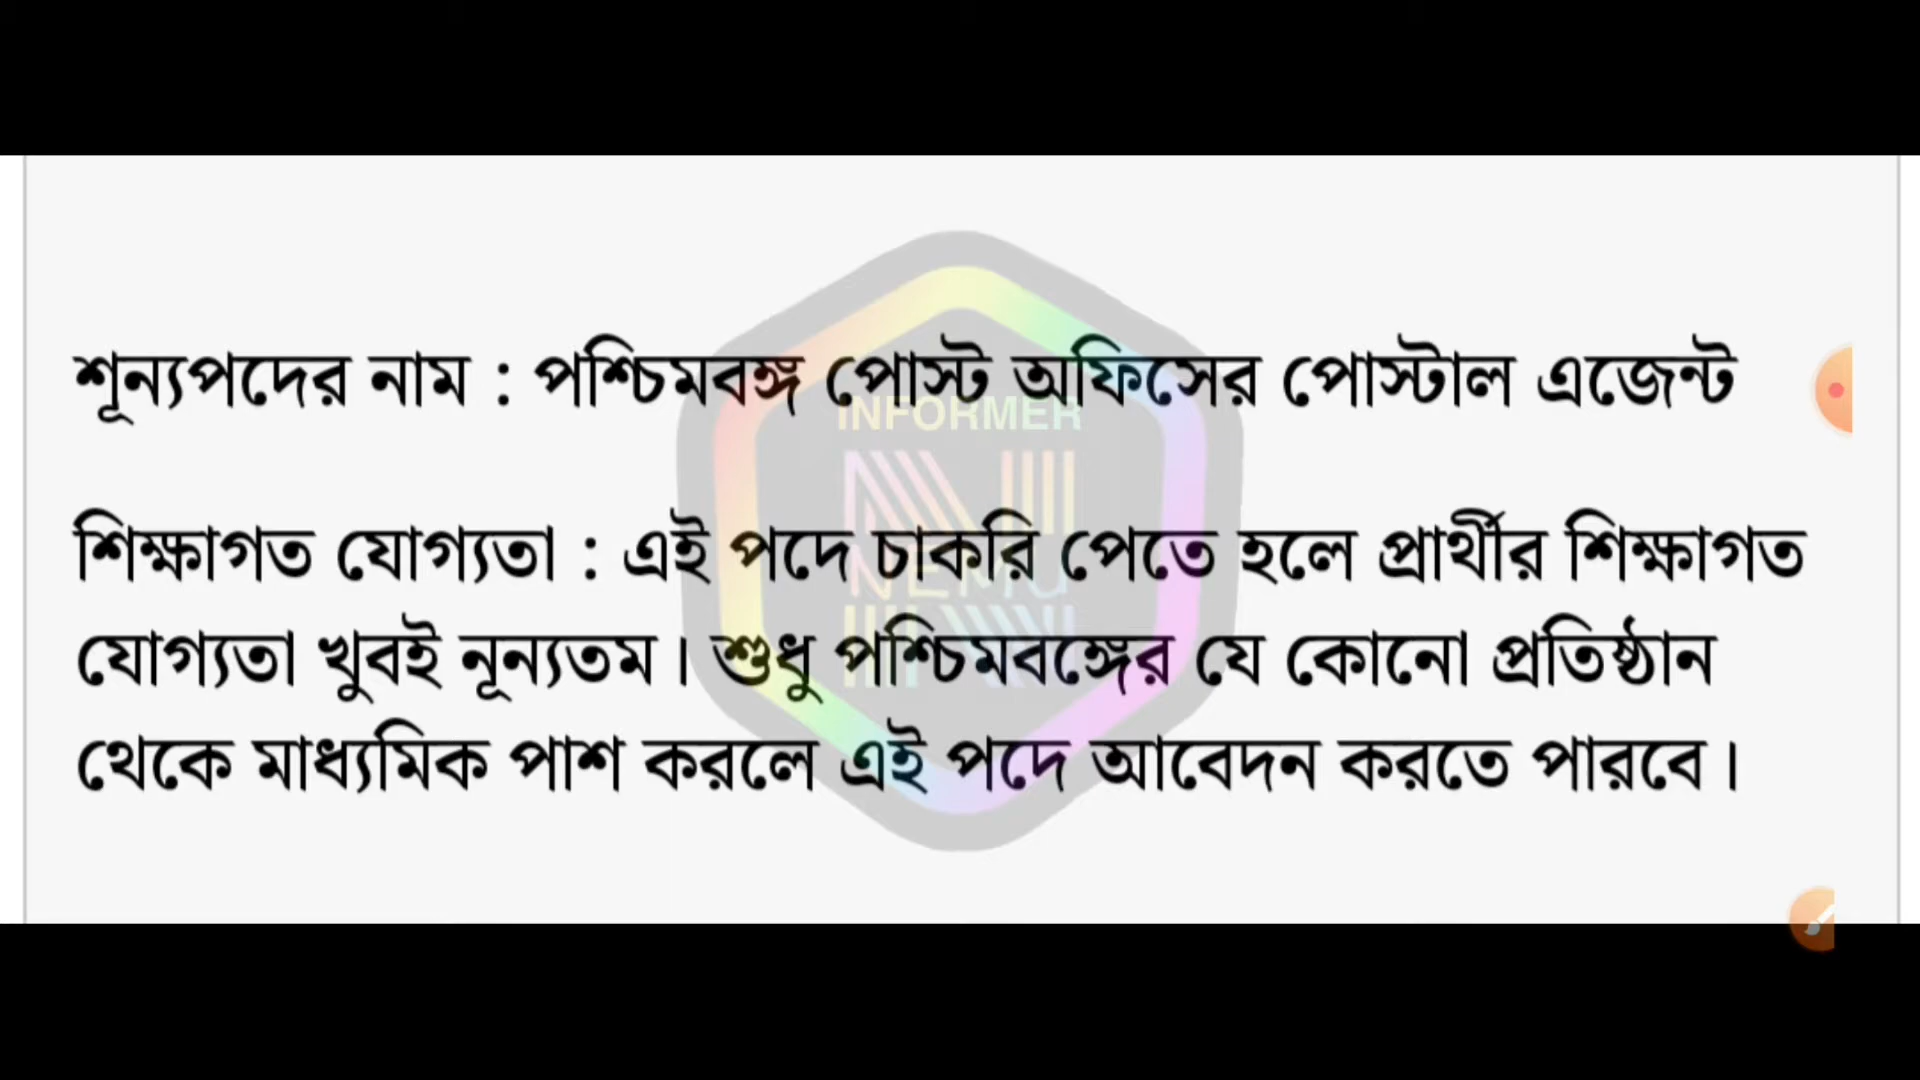 শূন্যপদের নাম : পশ্চিমবঙ্গ পোস্ট অফিসের পোস্টাল এজেন্ট
INFORMER
শিক্ষাগত যোগ্যতা : এই পদে চাকরি পেতে হলে প্রার্থীর শিক্ষাগত
NEMU
যোগ্যতা খুবই নূন্যতম। শুধু পশ্চিমবঙ্গের যে কোনো প্রতিষ্ঠান
থেকে মাধ্যমিক পাশ করলে এই পদে আবেদন করতে পারবে।